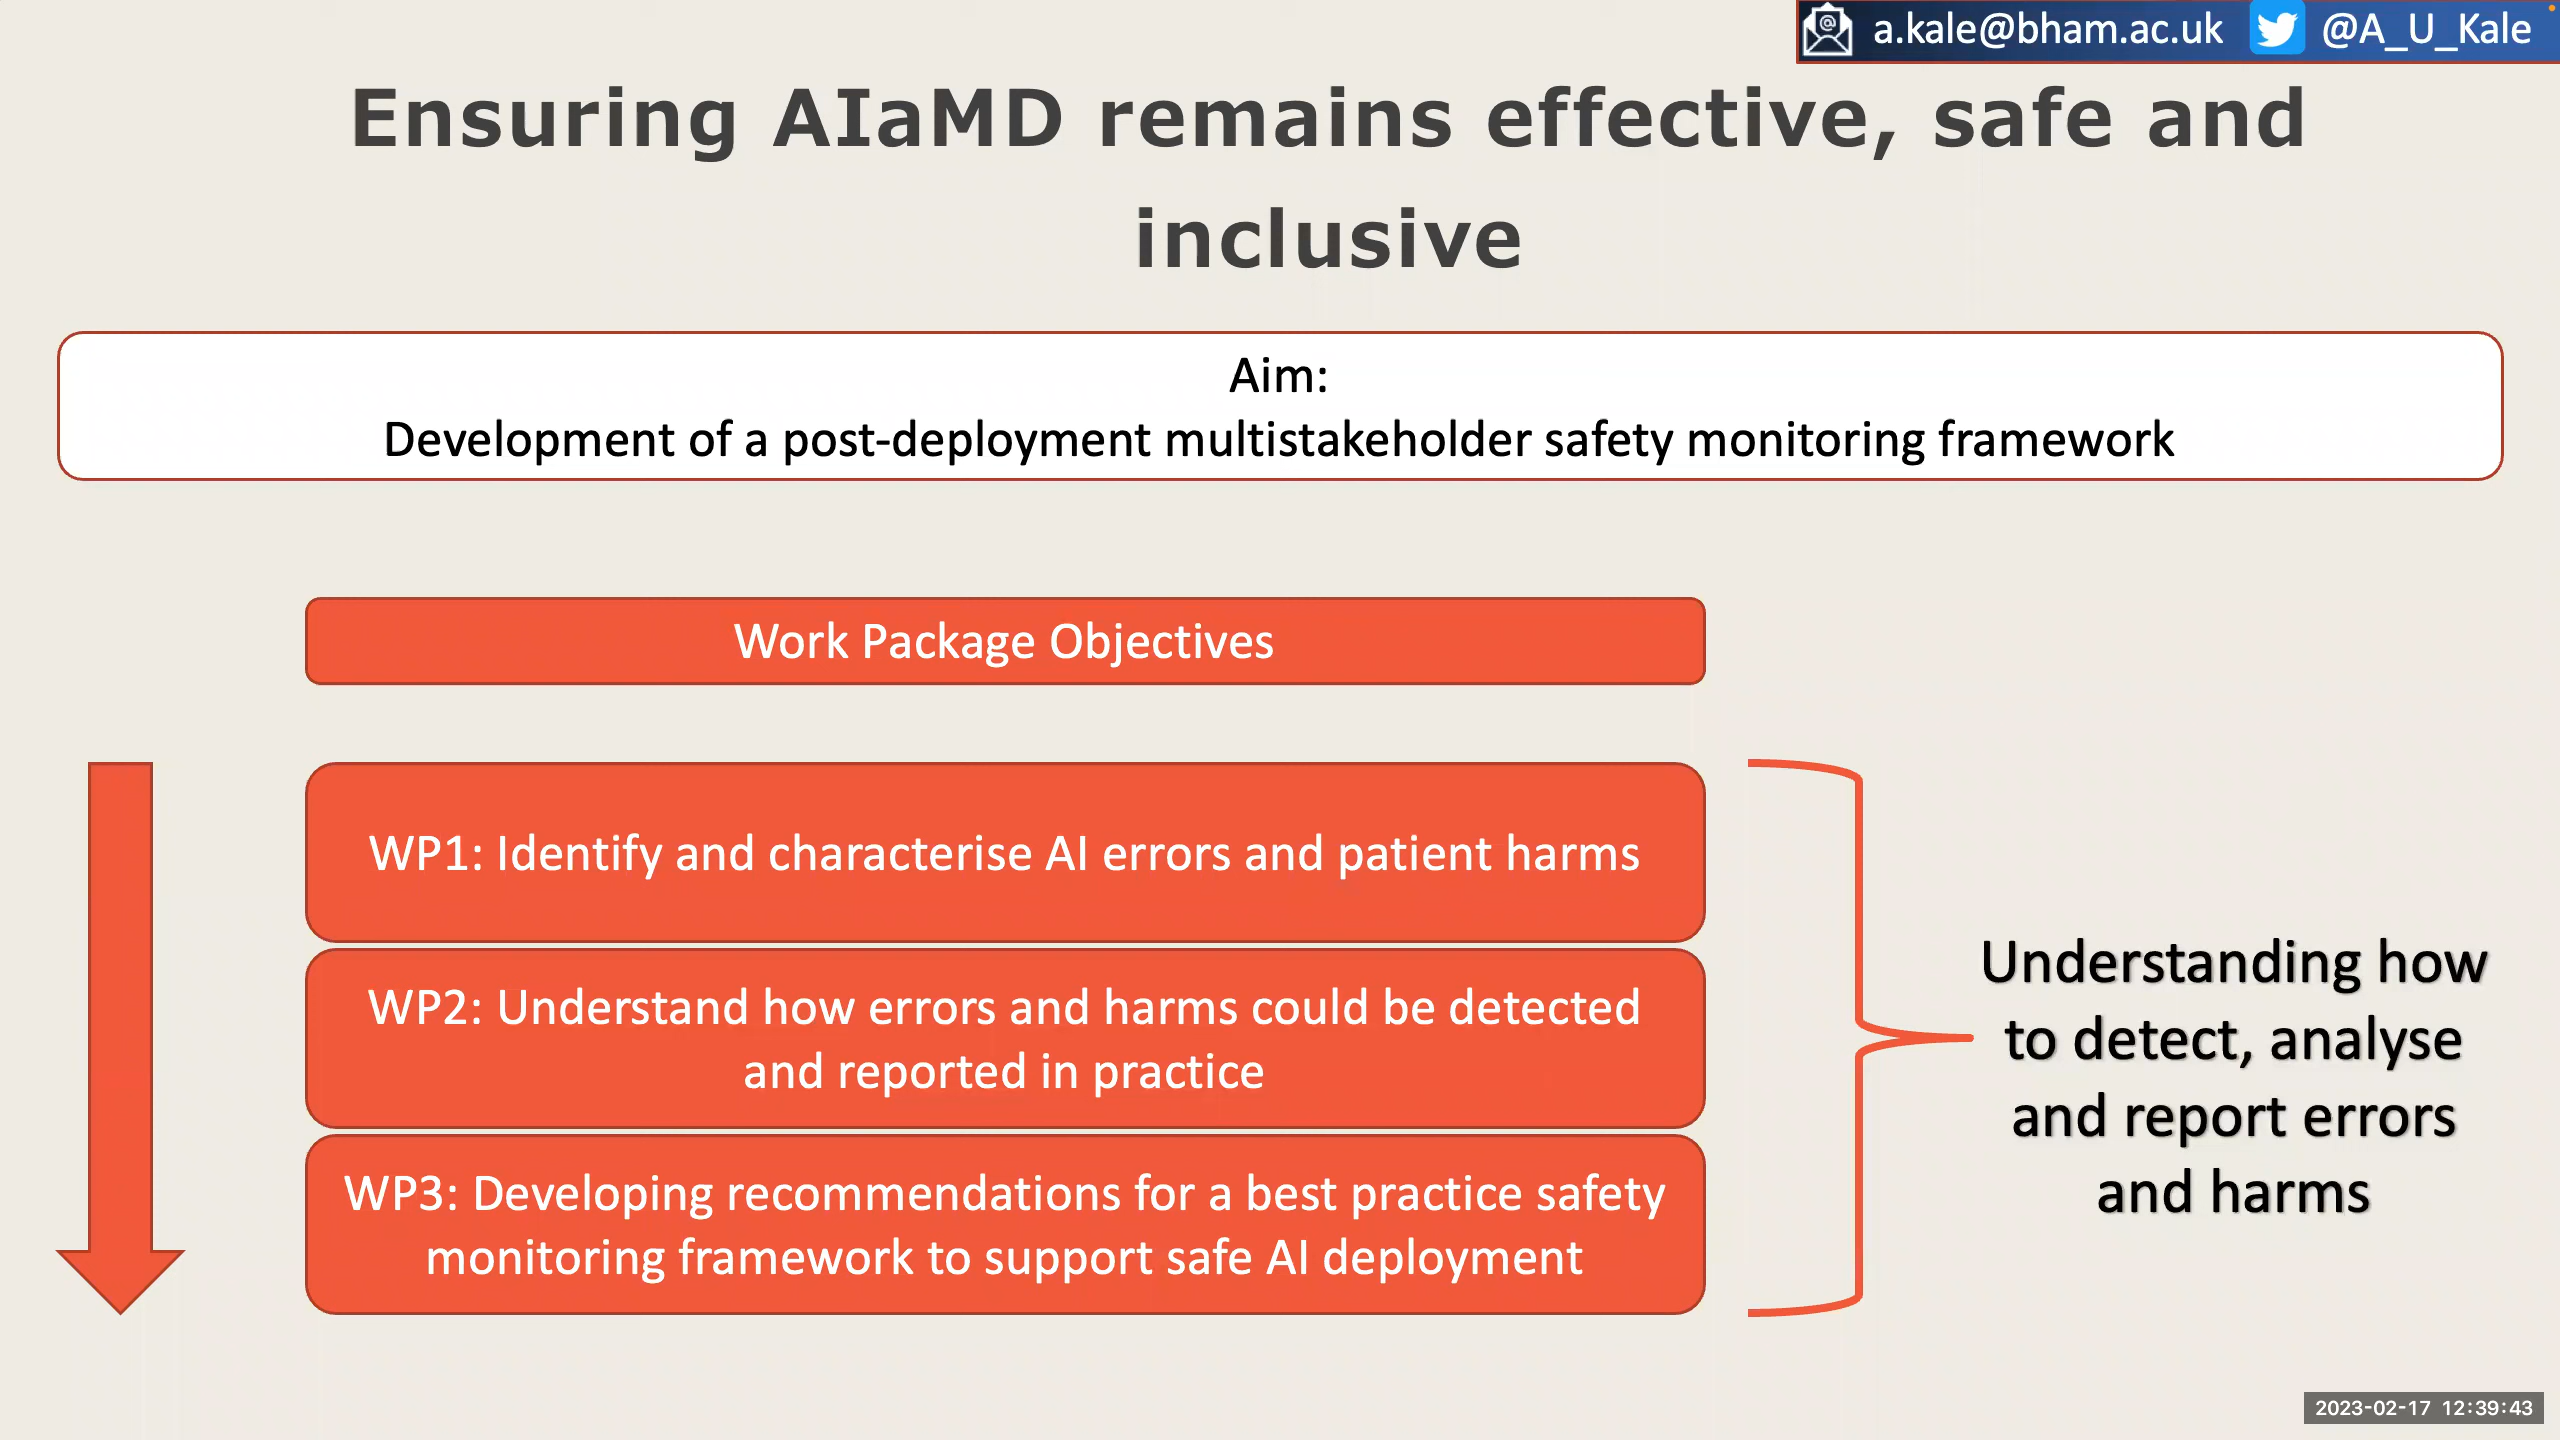 a.kale@bham.ac.uk @A_U_Kale
Ensuring AIaMD remains effective, safe and
inclusive
Aim:
Development of a post-deployment multistakeholder safety monitoring framework
Work Package Objectives
WP1: Identify and characterise AI errors and patient harms
WP2: Understand how errors and harms could be detected
and reported in practice
WP3: Developing recommendations for a best practice safety
monitoring framework to support safe AI deployment
Understanding how
to detect, analyse
and report errors
and harms
2023-02-17 12:39:43